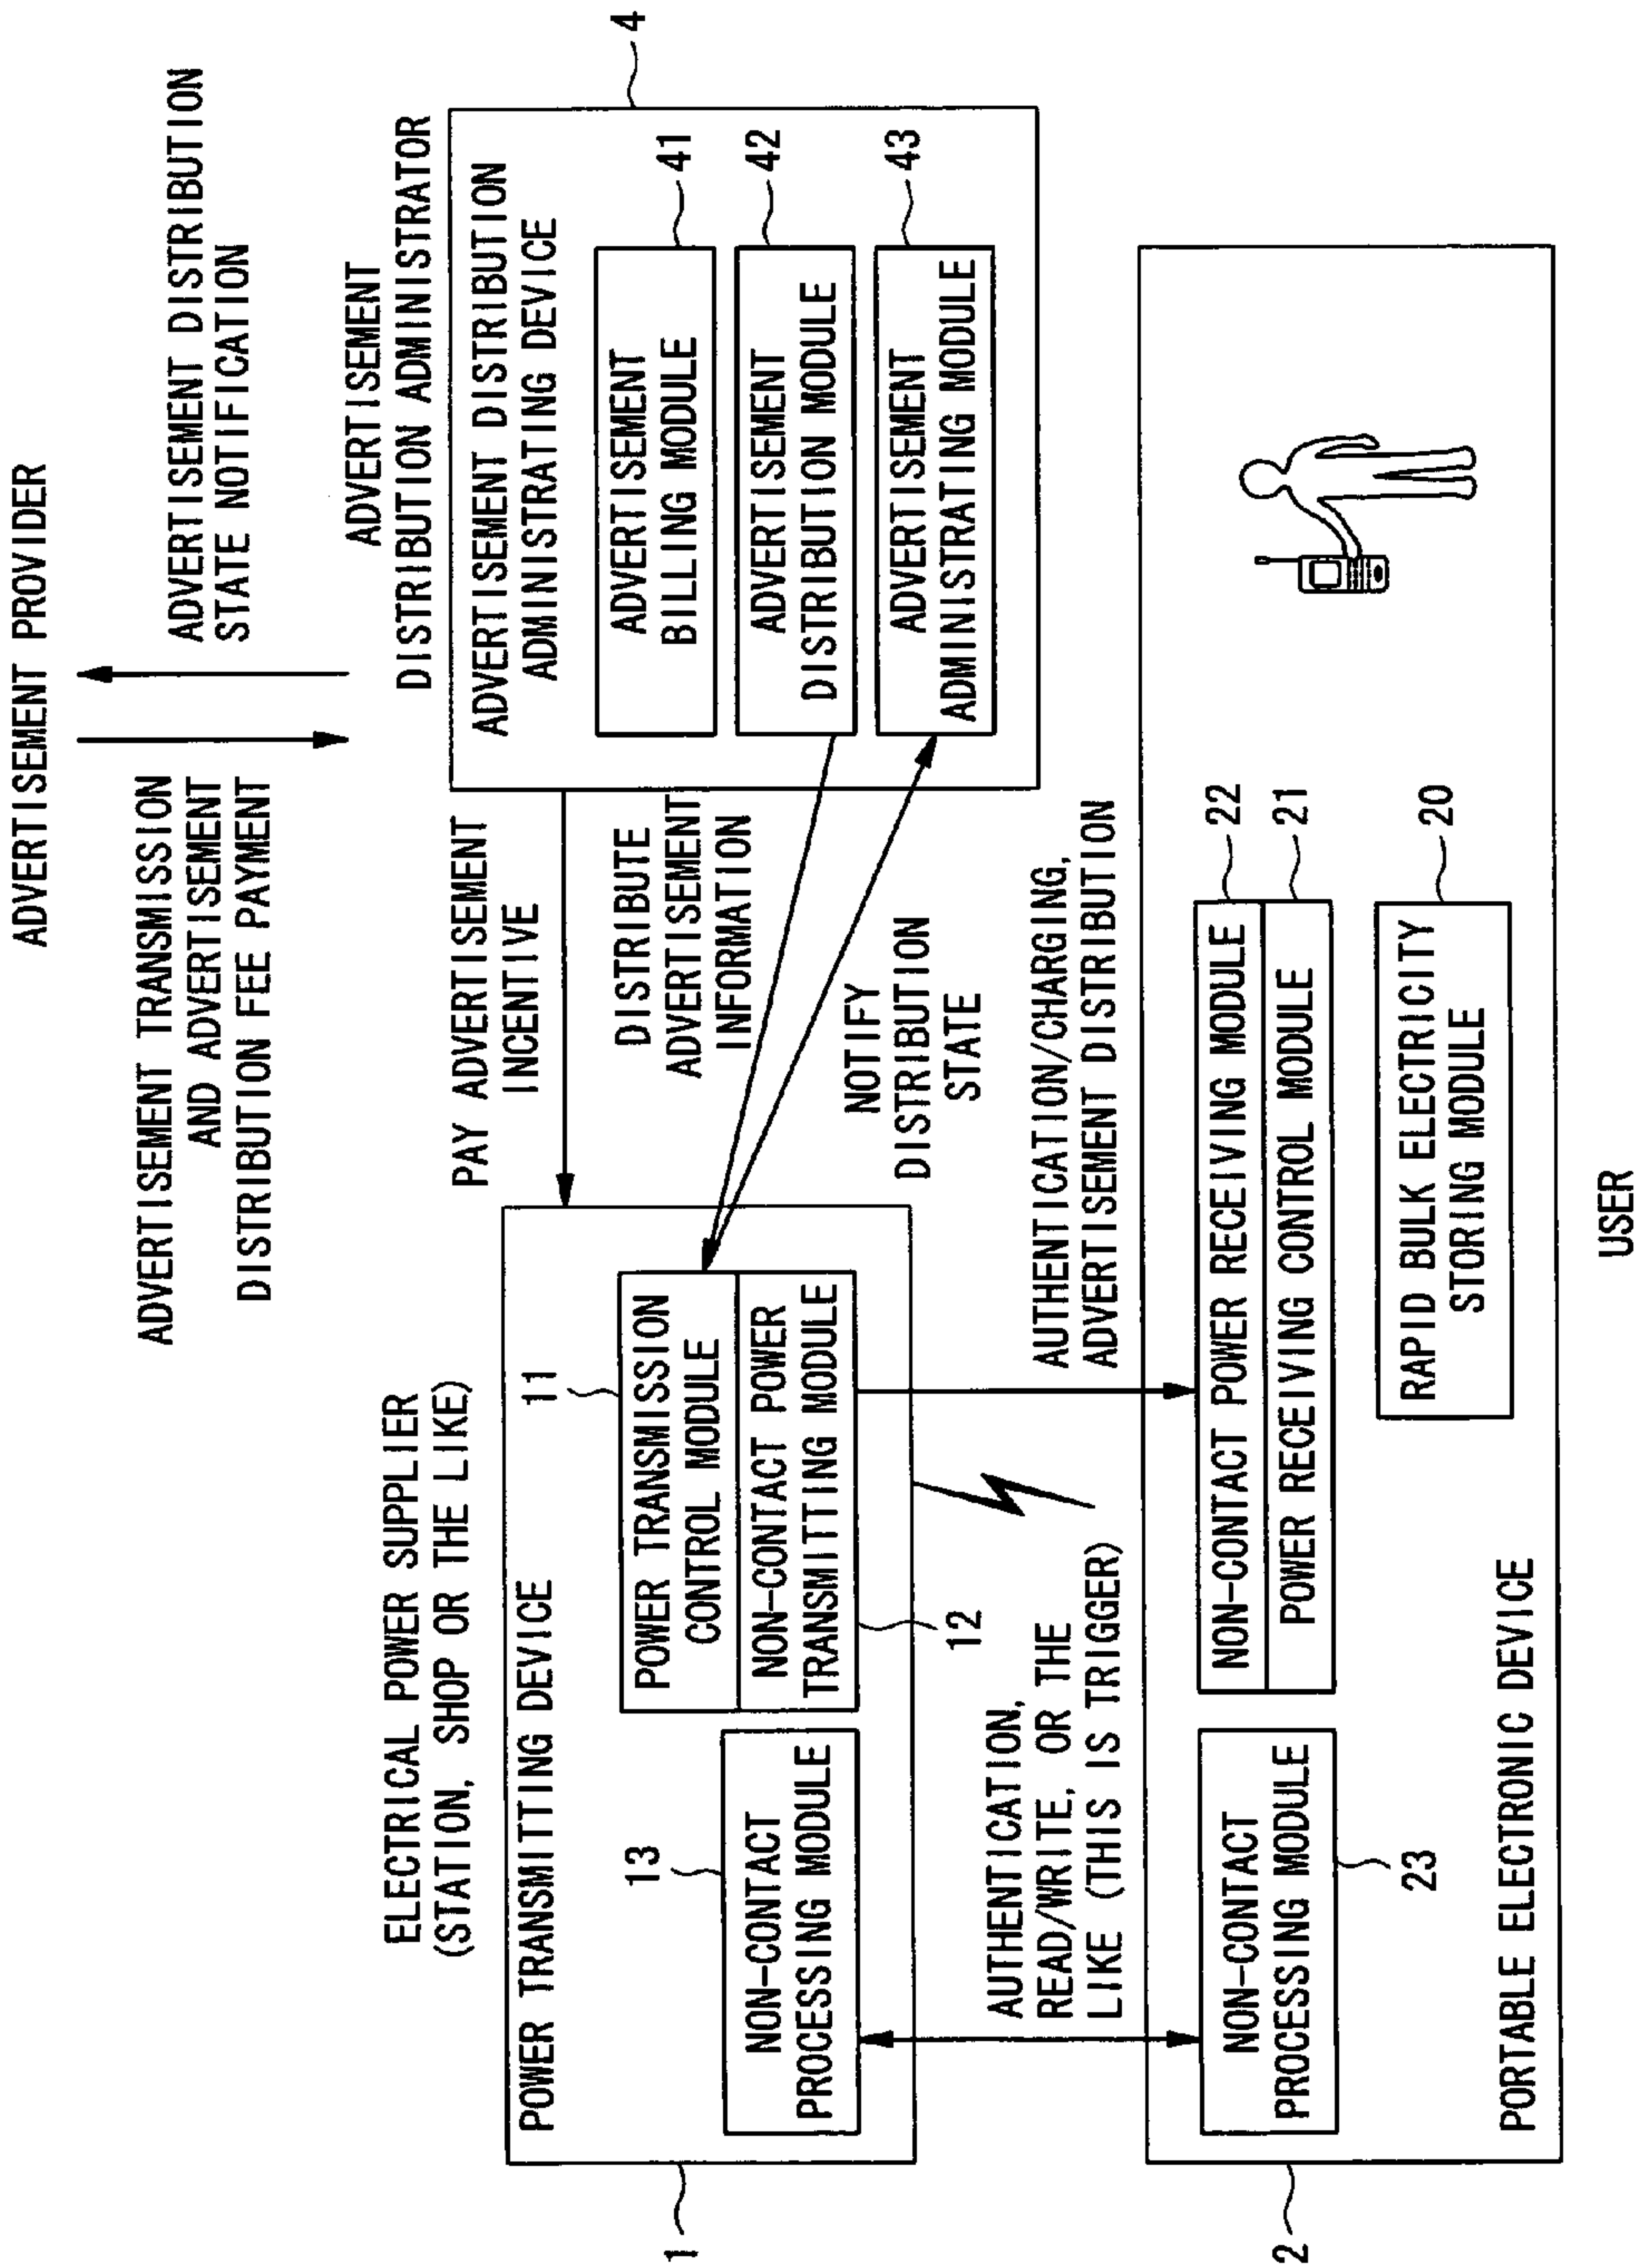 ADVERTISEMENT PROVIDER
ADVERTISEMENT TRANSMISSION
AND ADVERTISEMENT
DISTRIBUTION FEE PAYMENT
ADVERTISEMENT DISTRIBUTION
STATE NOTIFICATION
ELECTRICAL POWER SUPPLIER
(STATION, SHOP OR THE LIKE)
ADVERTISEMENT
DISTRIBUTION ADMINISTRATOR
4
PAY ADVERTISEMENT
INCENTIVE
ADVERTISEMENT DISTRIBUTION
ADMINISTRATING DEVICE
ADVERTISEMENT
BILLING MODULE
41
ADVERTISEMENT
DISTRIBUTION MODULE
42
ADVERTISEMENT
ADMINISTRATING MODULE
43
DISTRIBUTE
ADVERTISEMENT
INFORMATION
NOTIFY
DISTRIBUTION
STATE
1
POWER TRANSMITTING DEVICE
11
POWER TRANSMISSION
CONTROL MODULE
NON-CONTACT POWER
TRANSMITTING MODULE
12
13
NON-CONTACT
PROCESSING MODULE
AUTHENTICATION,
READ/WRITE, OR THE
LIKE (THIS IS TRIGGER)
AUTHENTICATION/CHARGING,
ADVERTISEMENT DISTRIBUTION
2
NON-CONTACT
PROCESSING MODULE
23
NON-CONTACT POWER RECEIVING MODULE
22
POWER RECEIVING CONTROL MODULE
21
RAPID BULK ELECTRICITY
STORING MODULE
20
PORTABLE ELECTRONIC DEVICE
USER